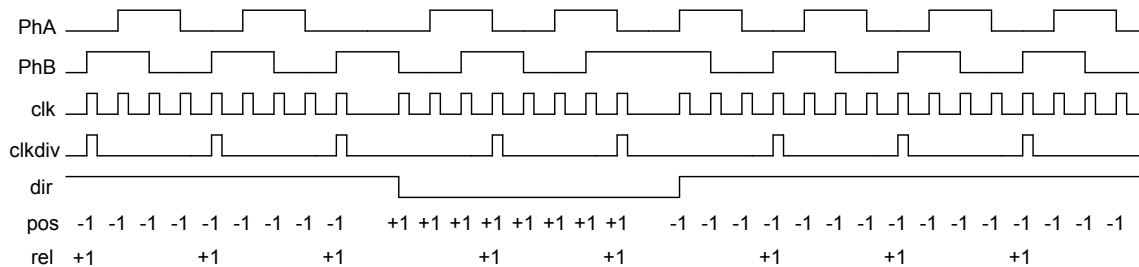 PhA
PhB
clk
clkdiv
dir
pos -1 -1 -1 -1 -1 -1 -1 -1 -1 +1 +1 +1 +1 +1 +1 +1 +1 -1 -1 -1 -1 -1 -1 -1 -1 -1 -1 -1 -1 -1 -1 -1
rel +1 +1 +1 +1 +1 +1 +1 +1